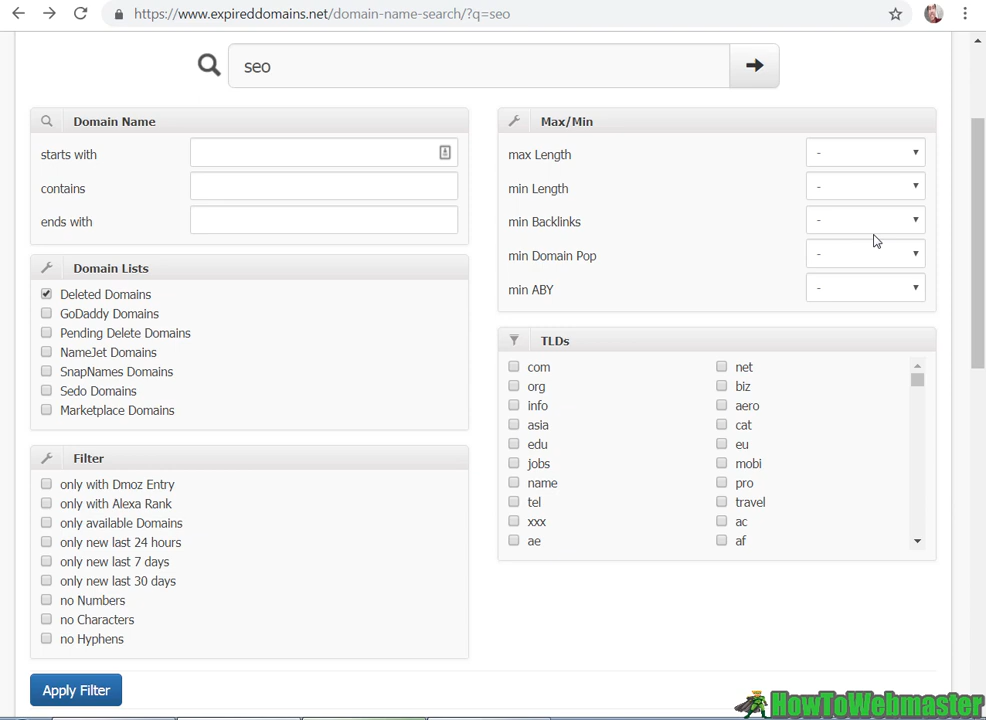 https://www.expireddomains.net/domain-name-search/?q=seo
seo
Domain Name
starts with
contains
ends with
Domain Lists
Deleted Domains
GoDaddy Domains
Pending Delete Domains
NameJet Domains
SnapNames Domains
Sedo Domains
Marketplace Domains
Filter
only with Dmoz Entry
only with Alexa Rank
only available Domains
only new last 24 hours
only new last 7 days
only new last 30 days
no Numbers
no Characters
no Hyphens
Apply Filter
Max/Min
max Length -
min Length -
min Backlinks -
min Domain Pop -
min ABY -
TLDs
com net
org biz
info aero
asia cat
edu eu
jobs mobi
name pro
tel travel
xxx ac
ae af
HowToWebmaster